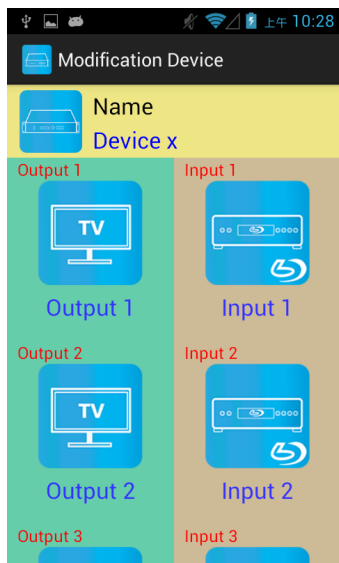 上午 10:28
Modification Device
Name
Device x
Output 1
Input 1
TV
Output 1
Input 1
Output 2
Input 2
TV
Output 2
Input 2
Output 3
Input 3